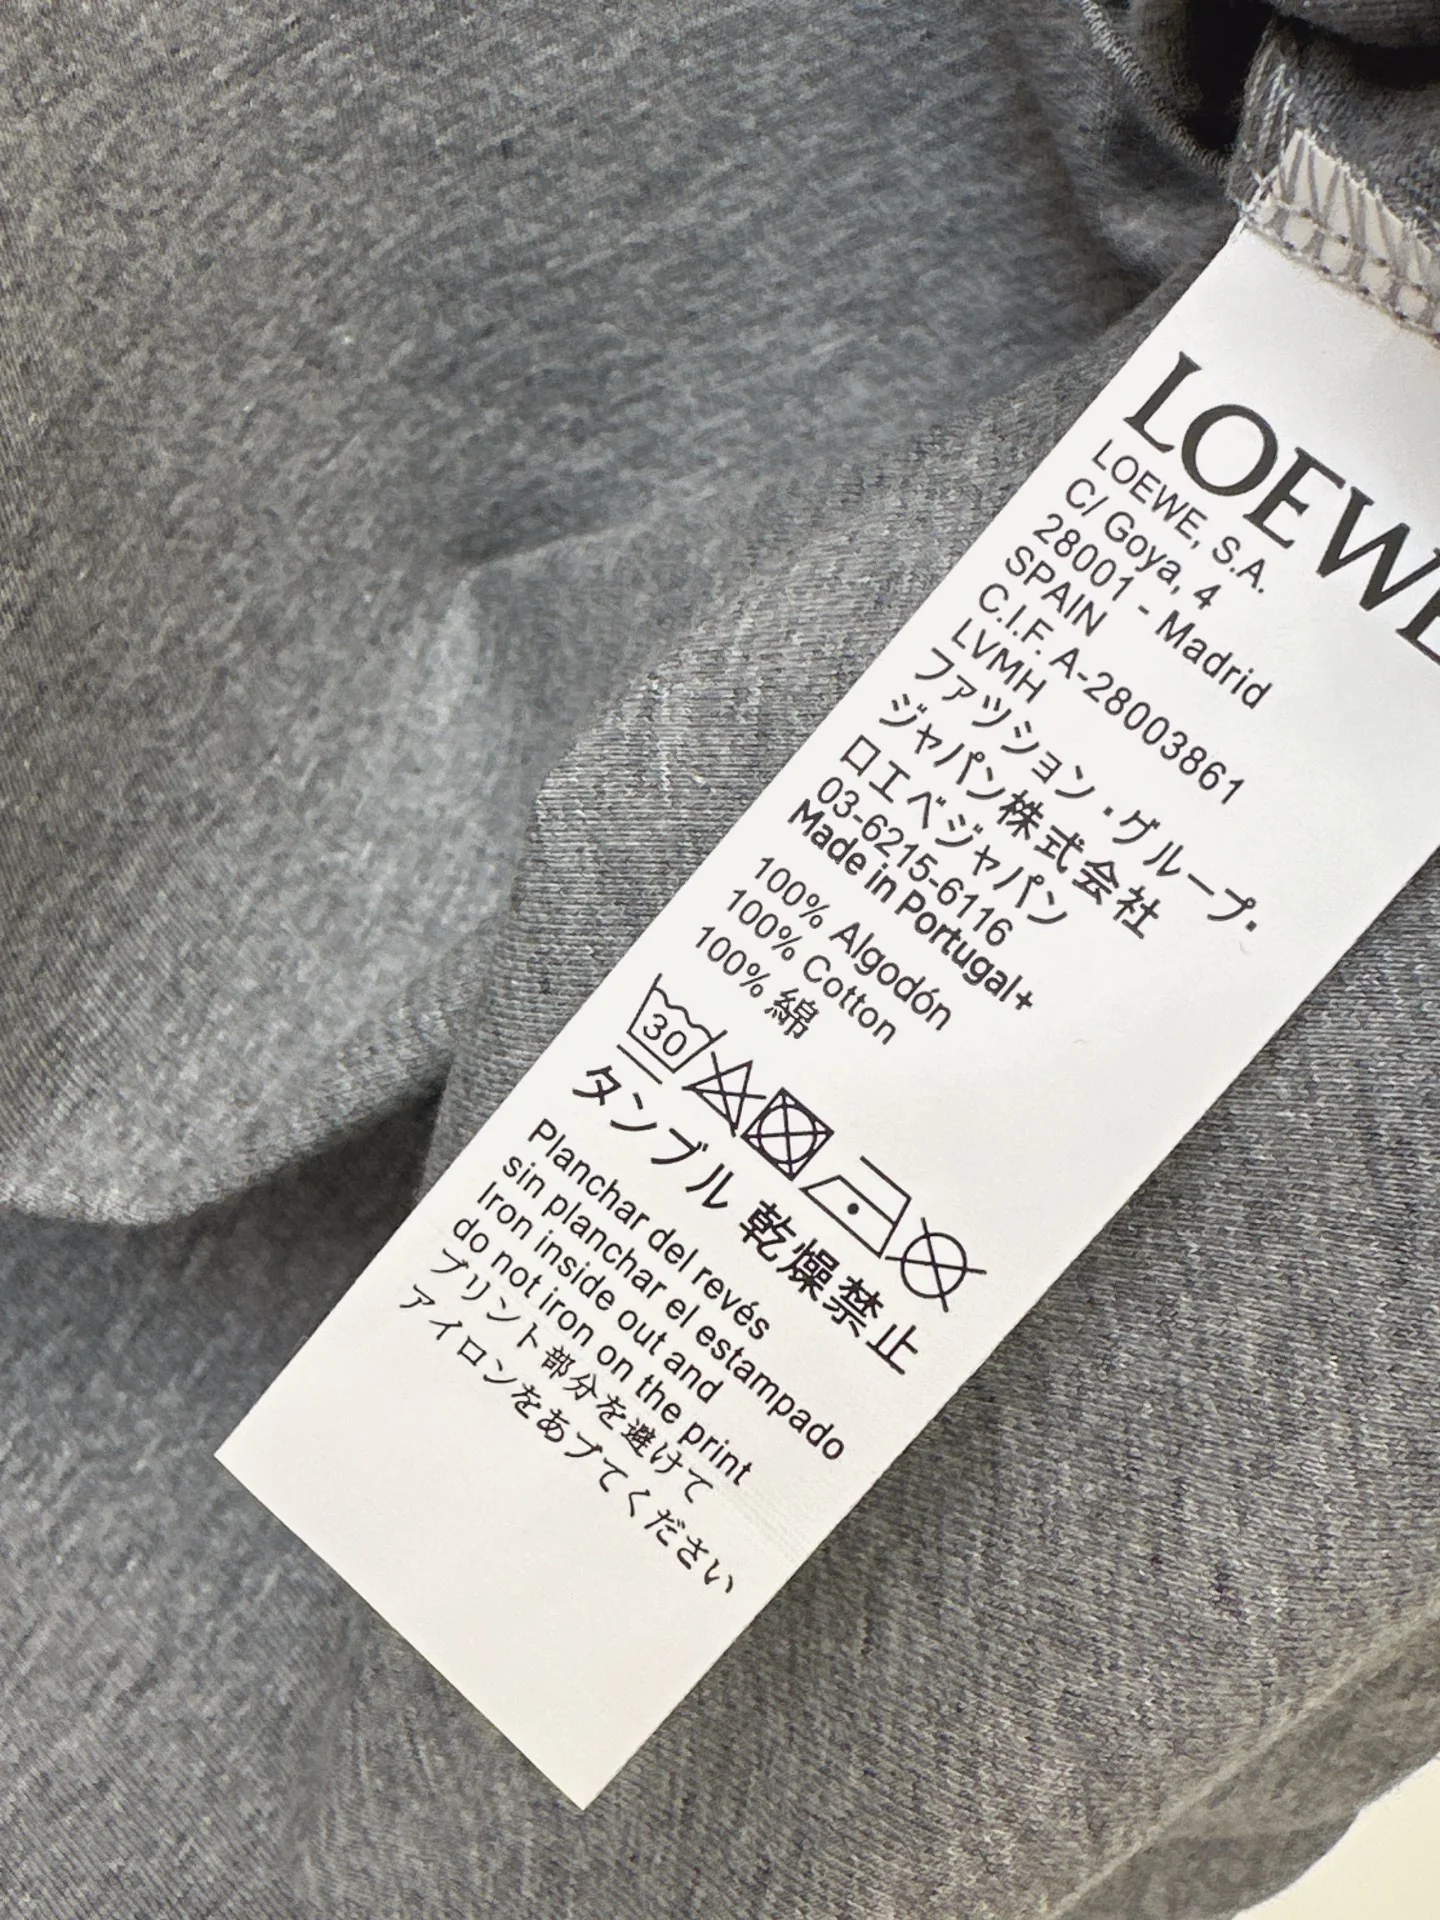 LOEWE
LOEWE, S.A.
C/ Goya, 4
28001 - Madrid
SPAIN
C.I.F. A-28003861
LVMH
ファツション・グループ・
ジャパン株式会社
ロエベジャパン
03-6215-6116
Made in Portugal+
100% Algodón
100% Cotton
100% 綿
30
タンブル 乾燥禁止
Planchar del revés
sin planchar el estampado
Iron inside out and
do not iron on the print
プリント部分を避けて
アイロンをあプてください